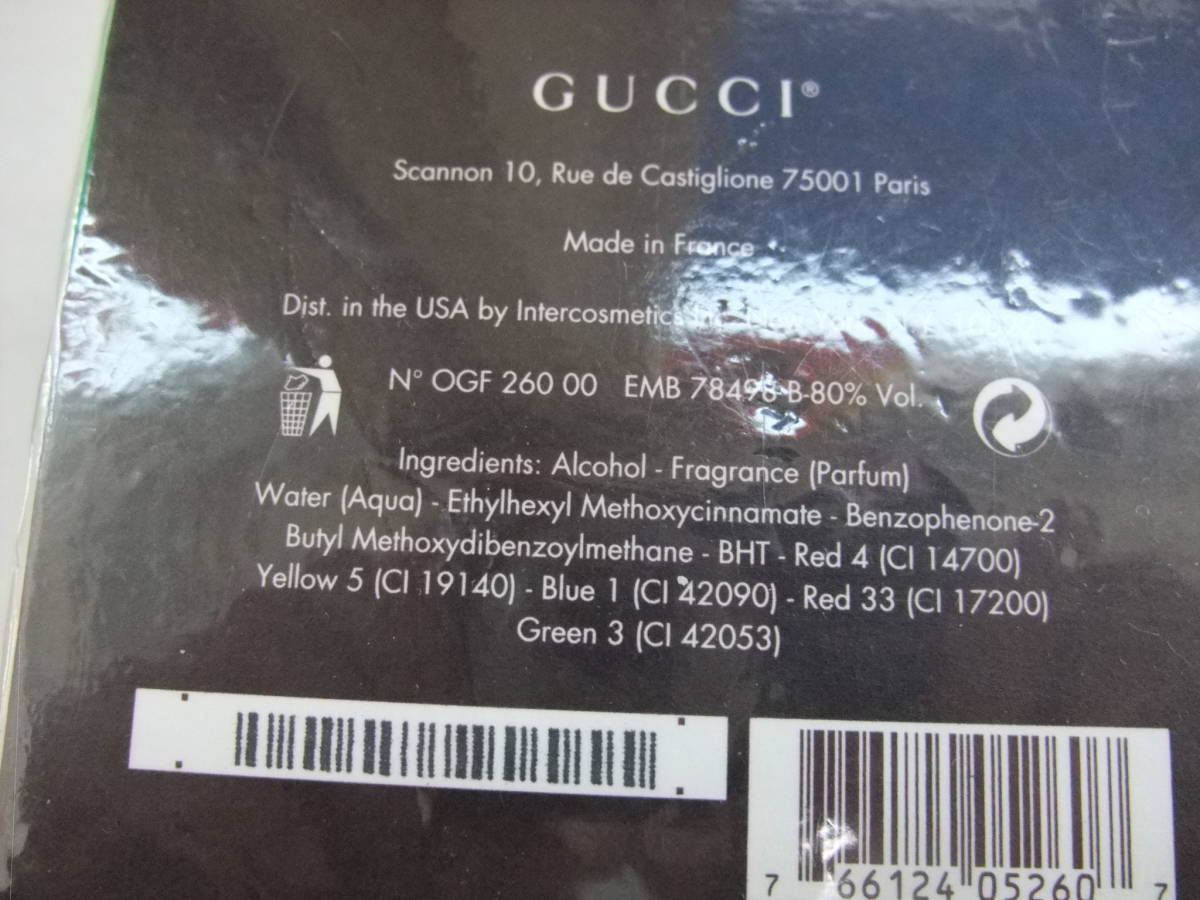 GUCCI®
Scannon 10, Rue de Castiglione 75001 Paris
Made in France
Dist. in the USA by Intercosmetics
N° OGF 260 00 EMB 78498-B-80% Vol.
Ingredients: Alcohol - Fragrance (Parfum)
Water (Aqua) - Ethylhexyl Methoxycinnamate - Benzophenone-2
Butyl Methoxydibenzoylmethane - BHT - Red 4 (CI 14700)
Yellow 5 (CI 19140) - Blue 1 (CI 42090) - Red 33 (CI 17200)
Green 3 (CI 42053)
7 66124 05260 7